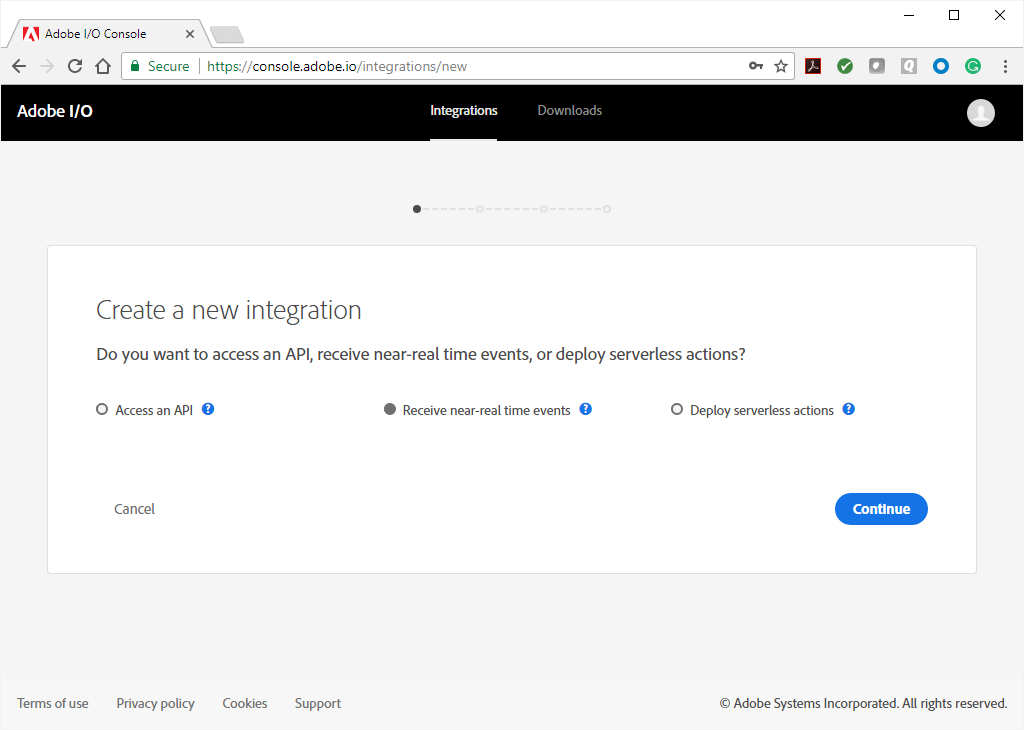 Adobe I/O Console
Secure https://console.adobe.io/integrations/new
Adobe I/O Integrations Downloads
Create a new integration
Do you want to access an API, receive near-real time events, or deploy serverless actions?
Access an API ? Receive near-real time events ? Deploy serverless actions ?
Cancel Continue
Terms of use Privacy policy Cookies Support © Adobe Systems Incorporated. All rights reserved.